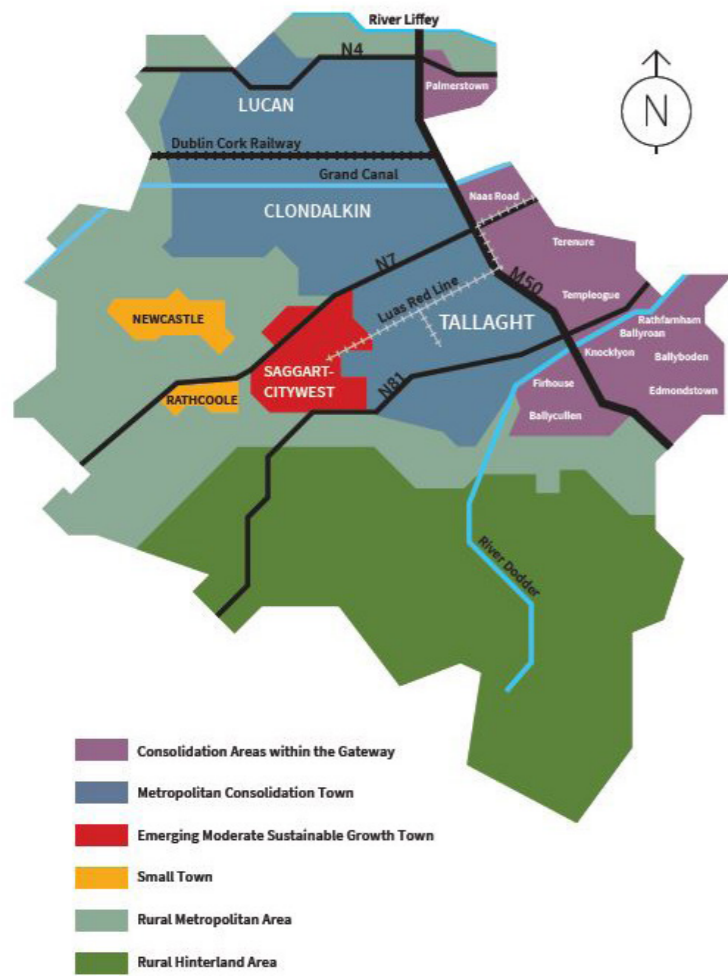 River Liffey
N4
Palmerstown
LUCAN
N
Dublin Cork Railway
Grand Canal
Naas Road
CLONDALKIN
Terenure
N7
M50
Luas Red Line
Templeogue
NEWCASTLE
TALLAGHT
Rathfarnham
Ballyroan
Knocklyon
Ballyboden
SAGGART-
CITYWEST
N81
Firhouse
Edmondstown
RATHCOOLE
Ballycullen
River Dodder
Consolidation Areas within the Gateway
Metropolitan Consolidation Town
Emerging Moderate Sustainable Growth Town
Small Town
Rural Metropolitan Area
Rural Hinterland Area